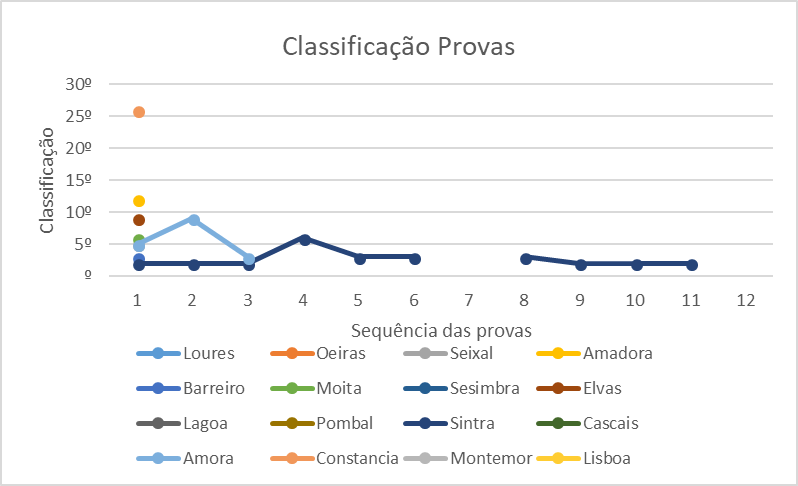 Classificação Provas
30º
25º
20º
15º
10º
5º
º
Classificação
1 2 3 4 5 6 7 8 9 10 11 12
Sequência das provas
Loures Oeiras Seixal Amadora
Barreiro Moita Sesimbra Elvas
Lagoa Pombal Sintra Cascais
Amora Constancia Montemor Lisboa